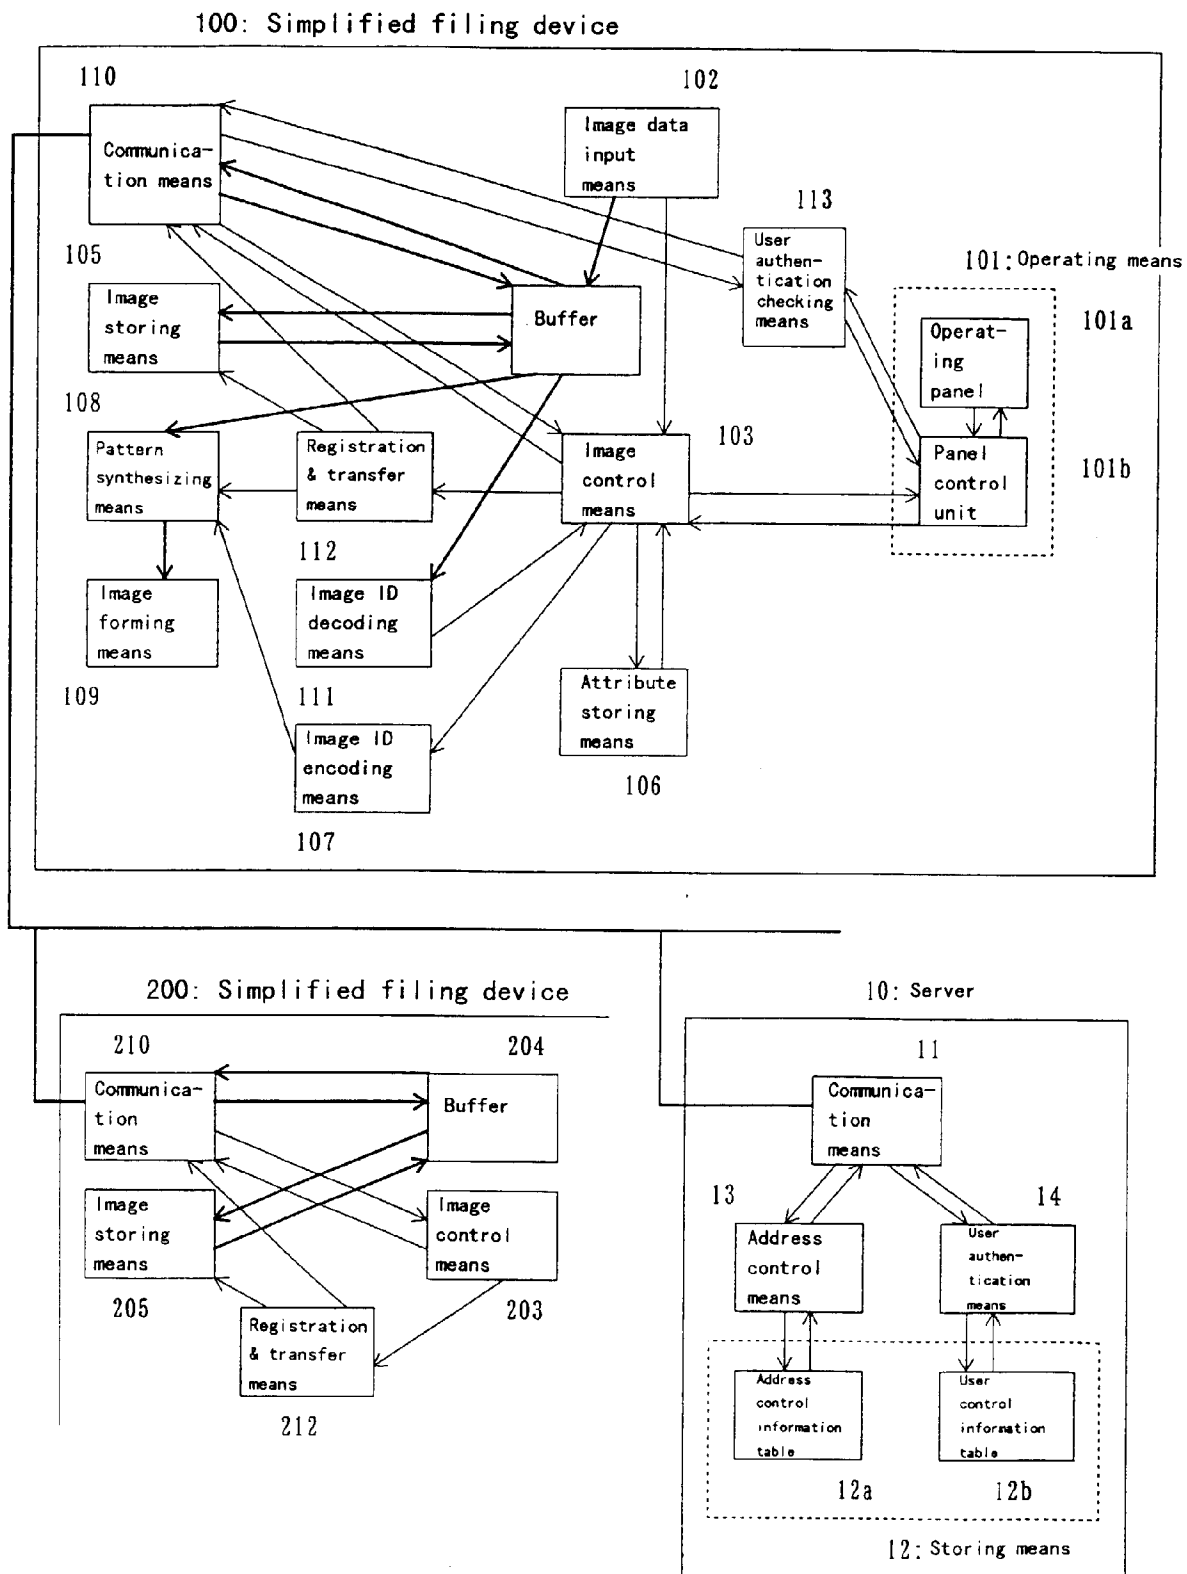 100: Simplified filing device
110
102
Image data
input
means
Communica-
tion means
113
User
authen-
tication
checking
means
101: Operating means
105
Image
storing
means
Buffer
101a
Operat-
ing
panel
108
Pattern
synthesizing
means
Registration
& transfer
means
Image
control
means
103
Panel
control
unit
101b
112
Image
forming
means
Image ID
decoding
means
Attribute
storing
means
109
111
Image ID
encoding
means
106
107
200: Simplified filing device
10: Server
210
204
11
Communica-
tion
means
Buffer
Communica-
tion
means
13
14
Image
storing
means
Image
control
means
Address
control
means
User
authen-
tication
means
205
203
Registration
& transfer
means
212
Address
control
information
table
User
control
information
table
12a
12b
12: Storing means